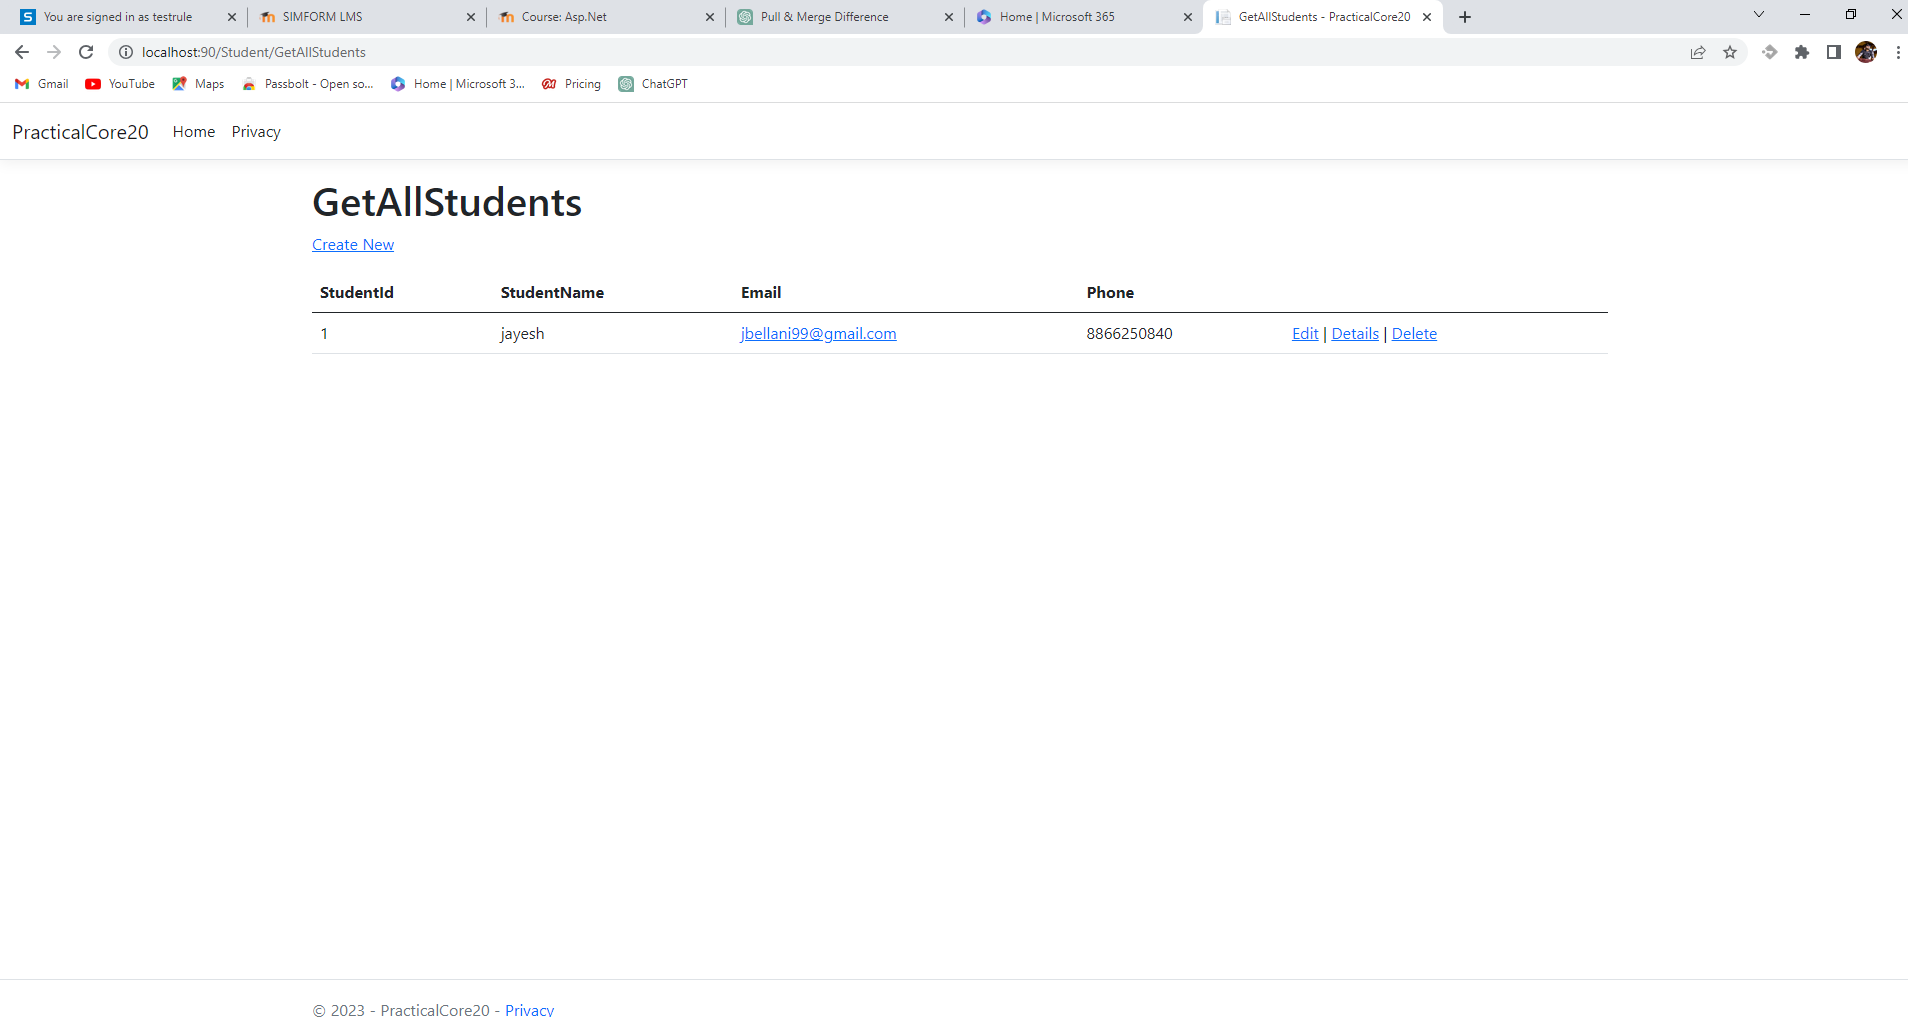 You are signed in as testrule SIMFORM LMS Course: Asp.Net Pull & Merge Difference Home | Microsoft 365 GetAllStudents - PracticalCore20
localhost:90/Student/GetAllStudents
Gmail YouTube Maps Passbolt - Open so... Home | Microsoft 3... Pricing ChatGPT
PracticalCore20 Home Privacy
GetAllStudents
Create New
StudentId StudentName Email Phone
1 jayesh jbellani99@gmail.com 8866250840 Edit | Details | Delete
© 2023 - PracticalCore20 - Privacy